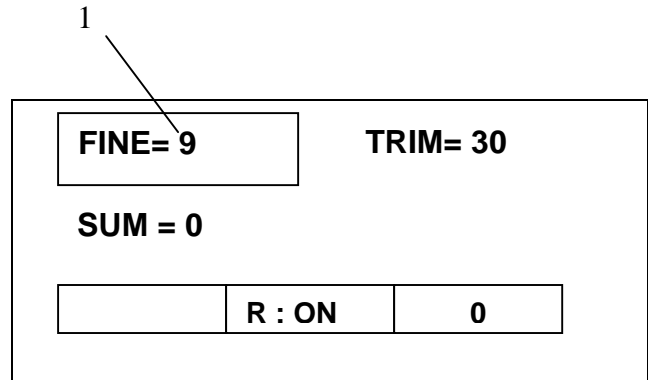 1
FINE= 9 TRIM= 30
SUM = 0
R : ON 0